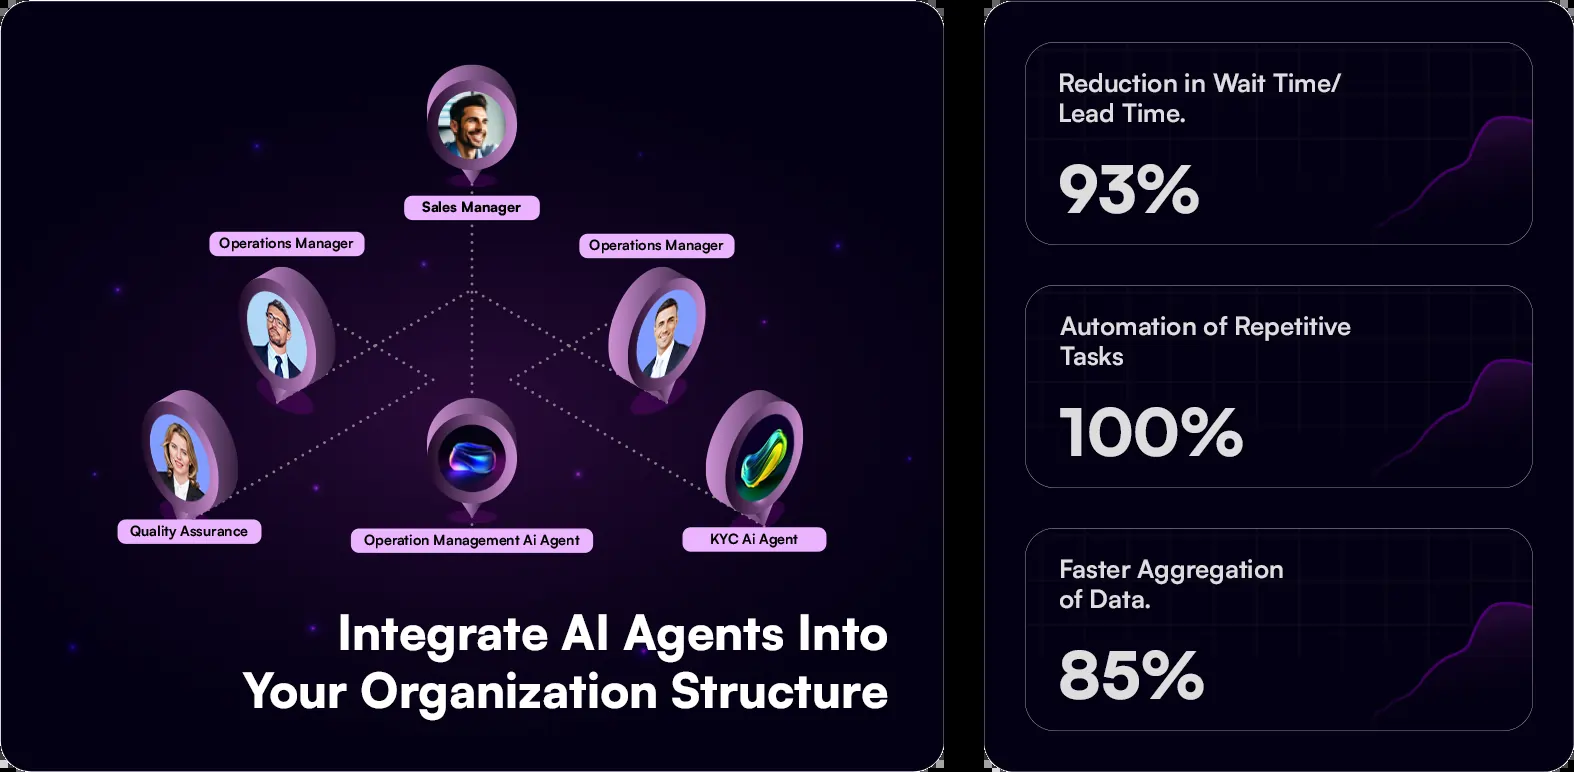 Sales Manager
Operations Manager
Operations Manager
Quality Assurance
Operation Management Ai Agent
KYC Ai Agent
Integrate AI Agents Into
Your Organization Structure
Reduction in Wait Time/
Lead Time.
93%
Automation of Repetitive
Tasks
100%
Faster Aggregation
of Data.
85%